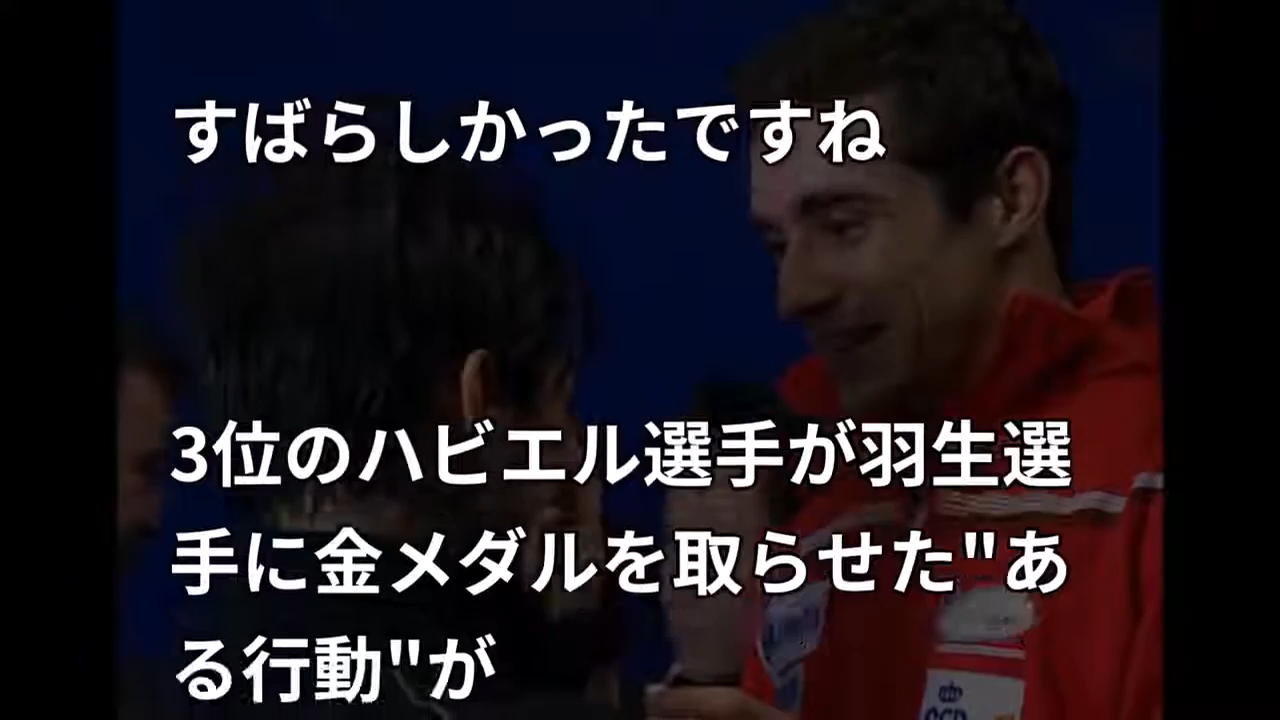 すばらしかったですね
3位のハビエル選手が羽生選
手に金メダルを取らせた"あ
る行動"が